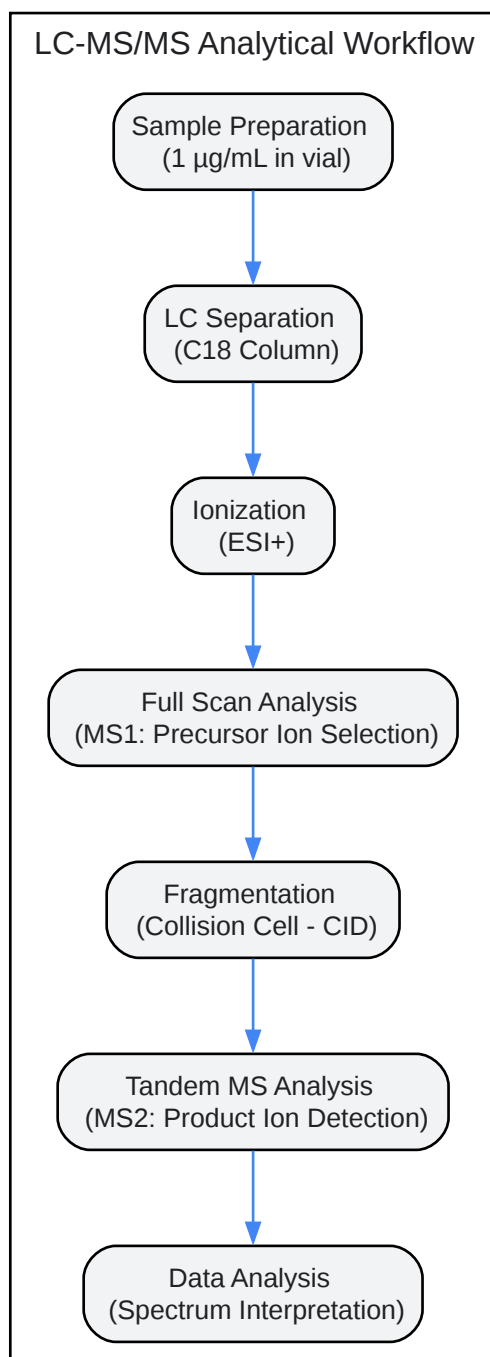 LC-MS/MS Analytical Workflow
Sample Preparation
(1 µg/mL in vial)
LC Separation
(C18 Column)
Ionization
(ESI+)
Full Scan Analysis
(MS1: Precursor Ion Selection)
Fragmentation
(Collision Cell - CID)
Tandem MS Analysis
(MS2: Product Ion Detection)
Data Analysis
(Spectrum Interpretation)